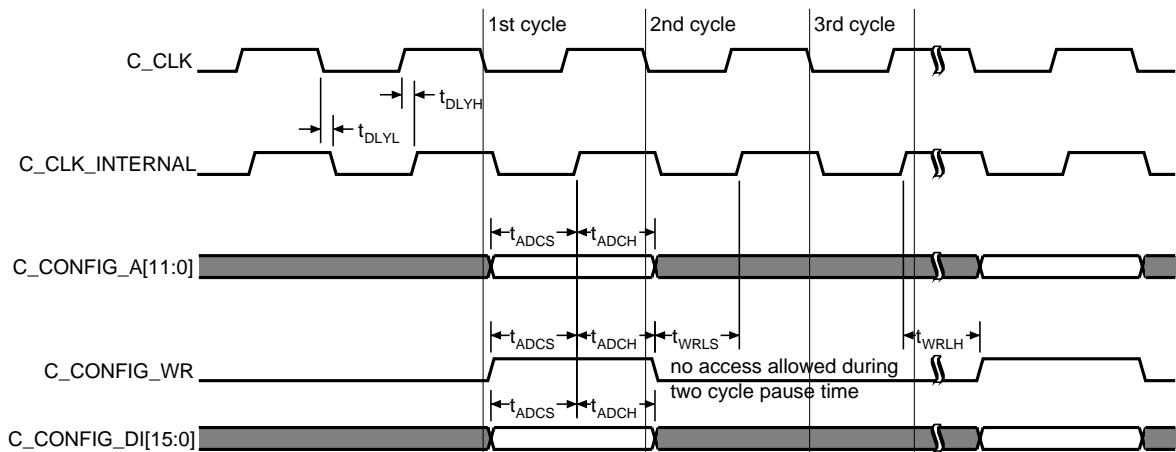 1st cycle
2nd cycle
3rd cycle
C_CLK
tDLYH
tDLYL
C_CLK_INTERNAL
tADCS
tADCH
C_CONFIG_A[11:0]
tADCS
tADCH
tWRLS
tWRLH
C_CONFIG_WR
no access allowed during
two cycle pause time
tADCS
tADCH
C_CONFIG_DI[15:0]